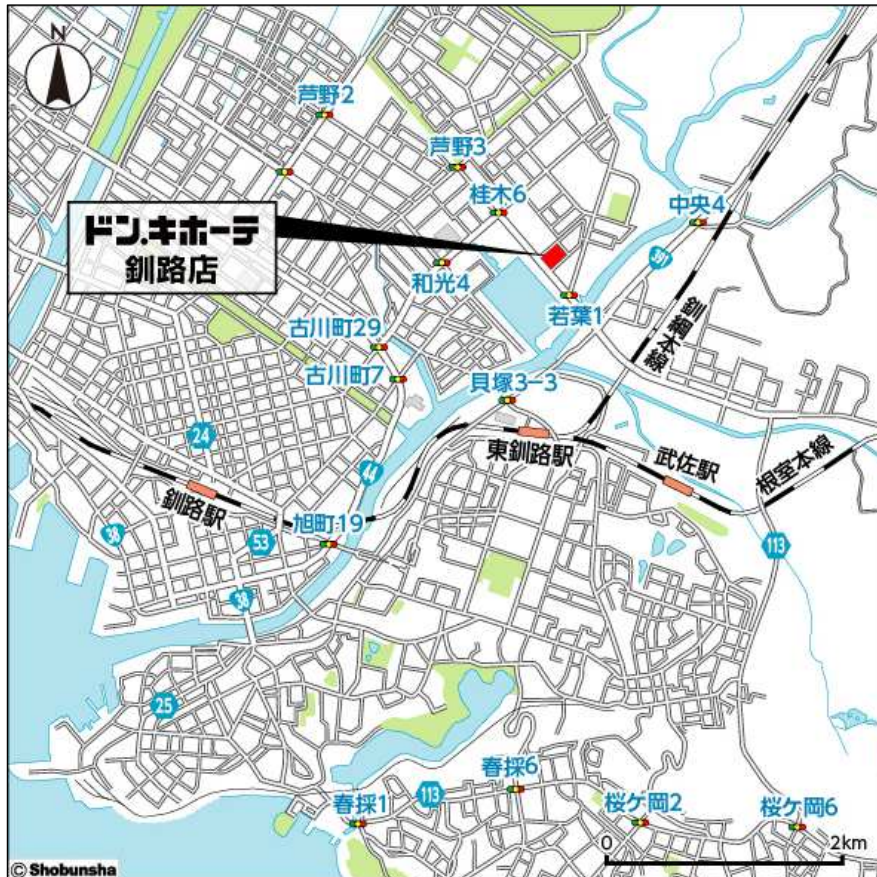 N
芦野2
芦野3
桂木6
中央4
ドン.キホーテ
釧路店
391
和光4
若葉1
釧網本線
古川町29
古川町7
貝塚3-3
24
東釧路駅
武佐駅
根室本線
44
釧路駅
38
53
旭町19
113
38
25
春採6
春採1
113
桜ケ岡2
桜ケ岡6
0
2km
© Shobunsha